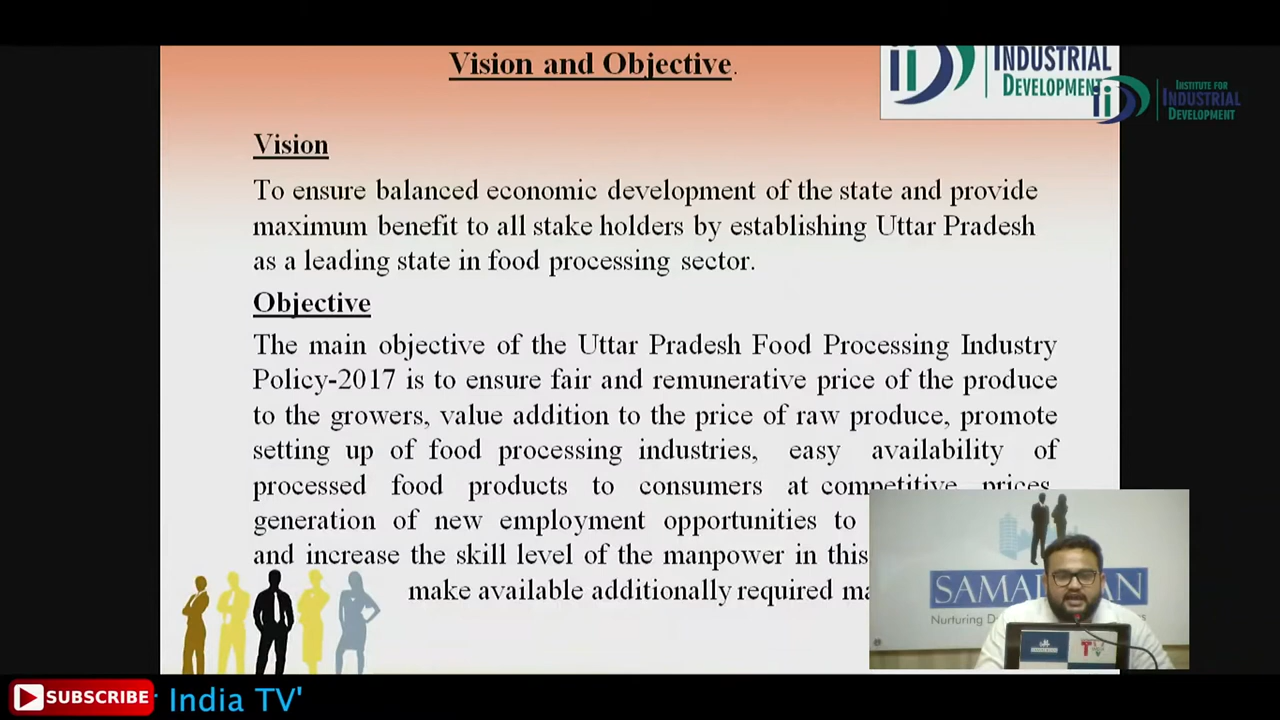 Vision and Objective.
INDUSTRIAL
DEVELOPMENT
INSTITUTE FOR
INDUSTRIAL
DEVELOPMENT
Vision
To ensure balanced economic development of the state and provide
maximum benefit to all stake holders by establishing Uttar Pradesh
as a leading state in food processing sector.
Objective
The main objective of the Uttar Pradesh Food Processing Industry
Policy-2017 is to ensure fair and remunerative price of the produce
to the growers, value addition to the price of raw produce, promote
setting up of food processing industries, easy availability of
processed food products to consumers at competitive prices
generation of new employment opportunities to
and increase the skill level of the manpower in this
make available additionally required
SUBSCRIBE
India TV'